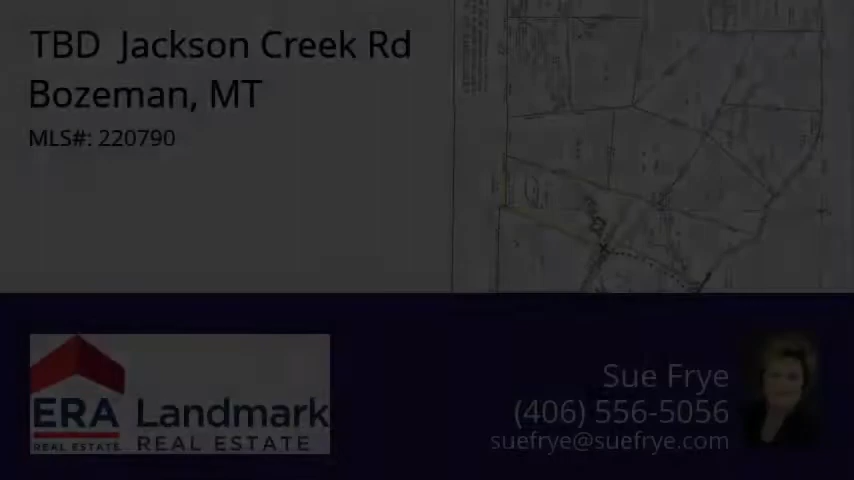 TBD Jackson Creek Rd
Bozeman, MT
MLS#: 220790
ERA Landmark
REAL ESTATE REAL ESTATE
Sue Frye
(406) 556-5056
suefrye@suefrye.com